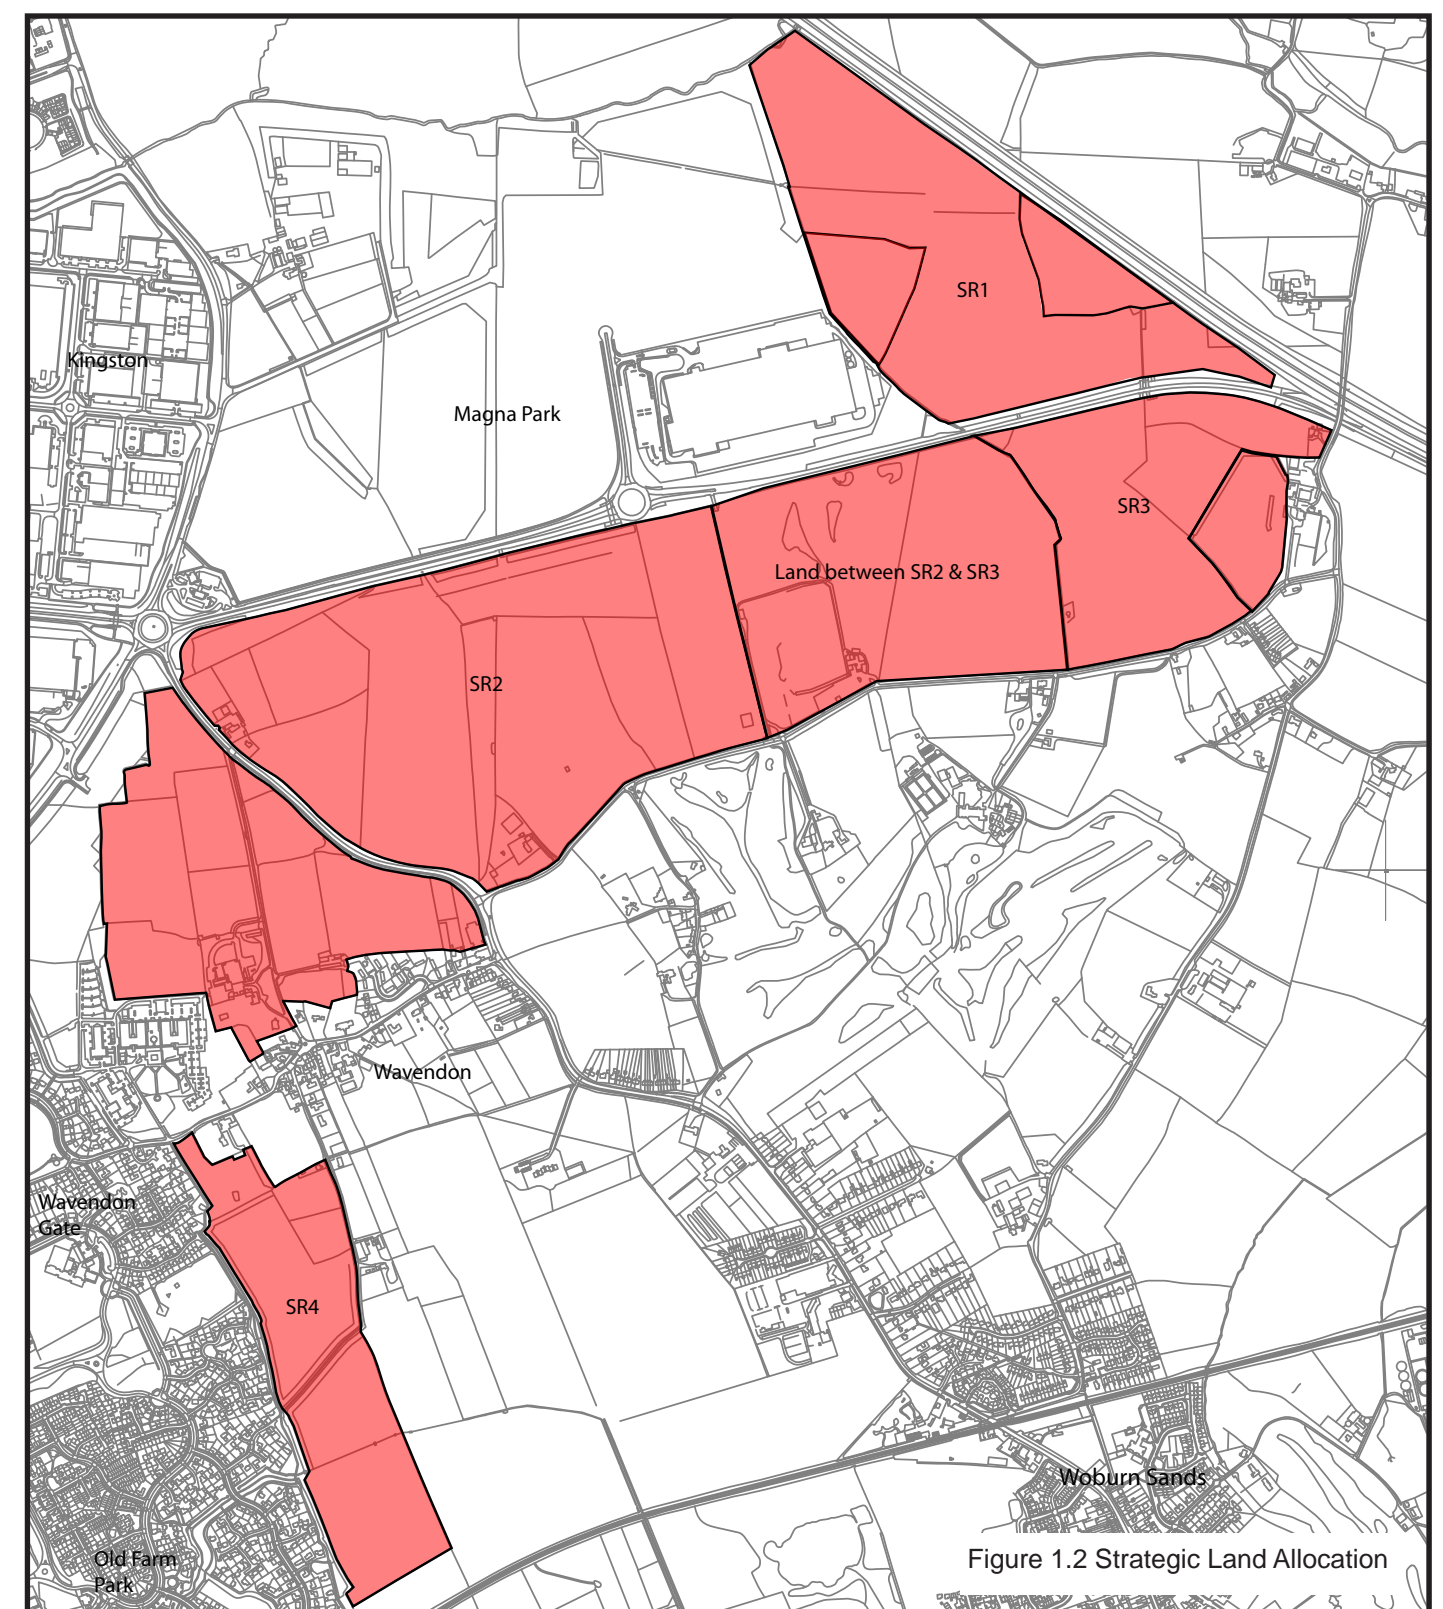 SR1
Kingston
Magna Park
SR3
Land between SR2 & SR3
SR2
Wavendon
Wavendon
Gate
SR4
Woburn Sands
Old Farm
Park
Figure 1.2 Strategic Land Allocation